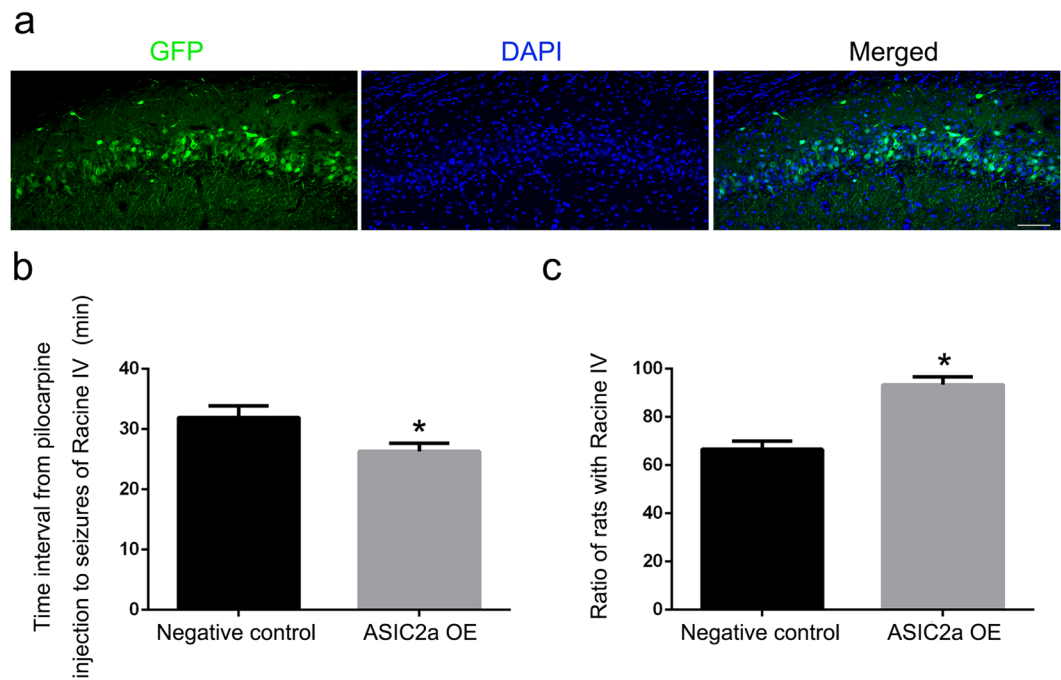 a
GFP DAPI Merged
b
Time interval from pilocarpine
injection to seizures of Racine IV (min)
40
30
20
10
0
*
Negative control ASIC2a OE
c
Ratio of rats with Racine IV
100
80
60
40
20
0
*
Negative control ASIC2a OE